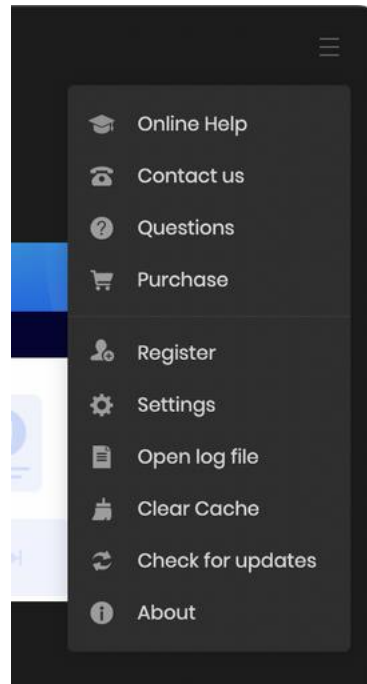 Online Help
Contact us
Questions
Purchase
Register
Settings
Open log file
Clear Cache
Check for updates
About